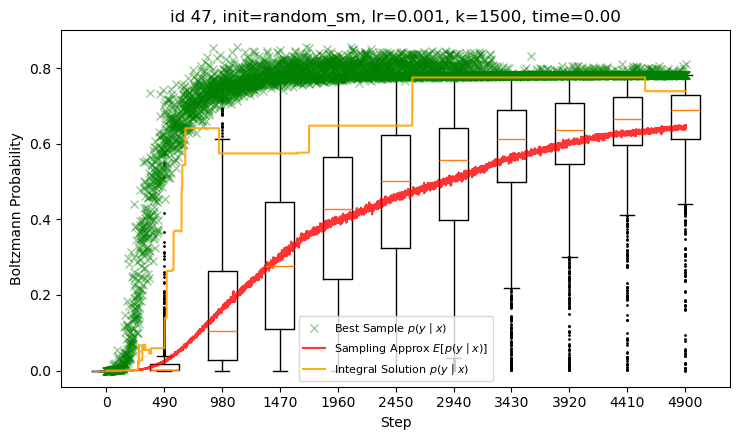 id 47, init=random_sm, lr=0.001, k=1500, time=0.00
Boltzmann Probability
0.8
0.6
0.4
0.2
0.0
Best Sample p(y | x)
Sampling Approx E[p(y | x)]
Integral Solution p(y | x)
0 490 980 1470 1960 2450 2940 3430 3920 4410 4900
Step